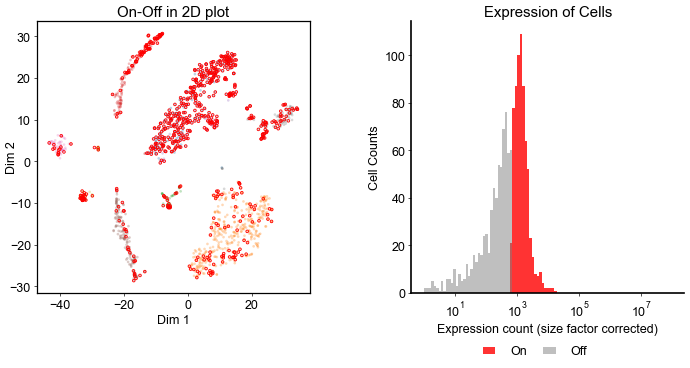 On-Off in 2D plot
Dim 2
30
20
10
0
−10
−20
−30
−40
−20
0
20
Dim 1
Expression of Cells
Cell Counts
100
80
60
40
20
0
10^1
10^3
10^5
10^7
Expression count (size factor corrected)
On
Off